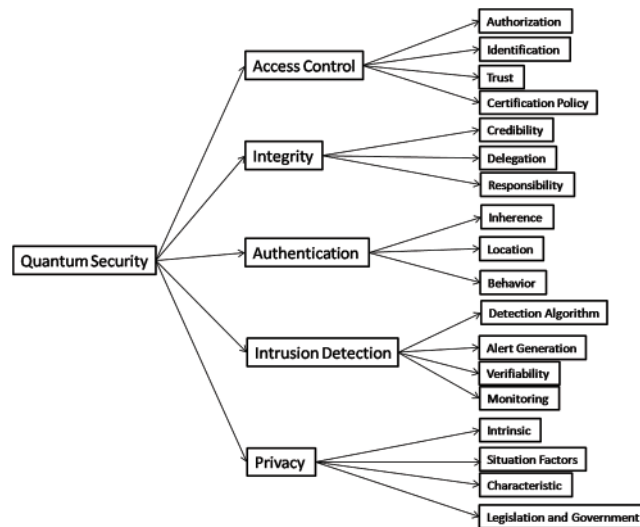 Quantum Security
Access Control
Authorization
Identification
Trust
Certification Policy
Integrity
Credibility
Delegation
Responsibility
Authentication
Inherence
Location
Behavior
Intrusion Detection
Detection Algorithm
Alert Generation
Verifiability
Monitoring
Privacy
Intrinsic
Situation Factors
Characteristic
Legislation and Government